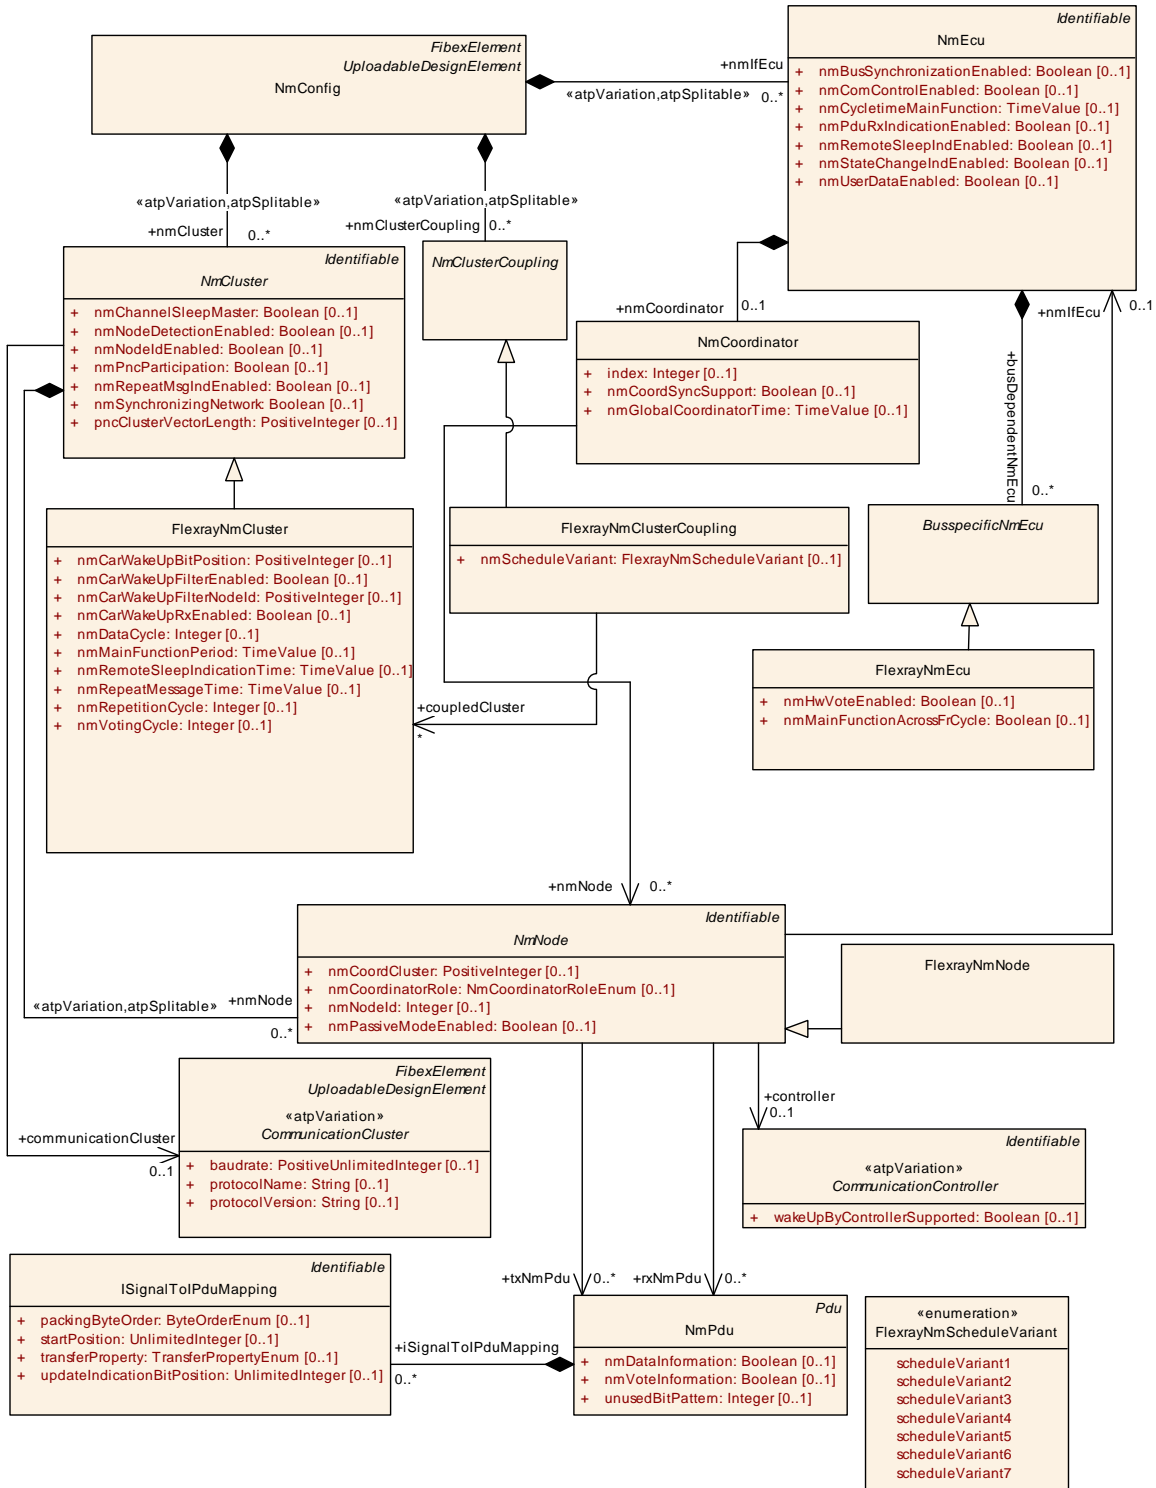 FibexElement
UploadableDesignElement
NmConfig
Identifiable
NmEcu
+ nmBusSynchronizationEnabled: Boolean [0..1]
+ nmComControlEnabled: Boolean [0..1]
+ nmCycletimeMainFunction: TimeValue [0..1]
+ nmPduRxIndicationEnabled: Boolean [0..1]
+ nmRemoteSleepIndEnabled: Boolean [0..1]
+ nmStateChangeIndEnabled: Boolean [0..1]
+ nmUserDataEnabled: Boolean [0..1]
+nmIfEcu
«atpVariation,atpSplitable» 0..*
«atpVariation,atpSplitable»
+nmCluster 0..*
«atpVariation,atpSplitable»
+nmClusterCoupling 0..*
Identifiable
NmCluster
+ nmChannelSleepMaster: Boolean [0..1]
+ nmNodeDetectionEnabled: Boolean [0..1]
+ nmNodeIdEnabled: Boolean [0..1]
+ nmPncParticipation: Boolean [0..1]
+ nmRepeatMsgIndEnabled: Boolean [0..1]
+ nmSynchronizingNetwork: Boolean [0..1]
+ pncClusterVectorLength: PositiveInteger [0..1]
NmClusterCoupling
+nmCoordinator 0..1
NmCoordinator
+ index: Integer [0..1]
+ nmCoordSyncSupport: Boolean [0..1]
+ nmGlobalCoordinatorTime: TimeValue [0..1]
+nmIfEcu 0..1
+busDependentNmEcu
0..*
FlexrayNmCluster
+ nmCarWakeUpBitPosition: PositiveInteger [0..1]
+ nmCarWakeUpFilterEnabled: Boolean [0..1]
+ nmCarWakeUpFilterNodeId: PositiveInteger [0..1]
+ nmCarWakeUpRxEnabled: Boolean [0..1]
+ nmDataCycle: Integer [0..1]
+ nmMainFunctionPeriod: TimeValue [0..1]
+ nmRemoteSleepIndicationTime: TimeValue [0..1]
+ nmRepeatMessageTime: TimeValue [0..1]
+ nmRepetitionCycle: Integer [0..1]
+ nmVotingCycle: Integer [0..1]
FlexrayNmClusterCoupling
+ nmScheduleVariant: FlexrayNmScheduleVariant [0..1]
BusspecificNmEcu
FlexrayNmEcu
+ nmHwVoteEnabled: Boolean [0..1]
+ nmMainFunctionAcrossFrCycle: Boolean [0..1]
+coupledCluster
*
+nmNode 0..*
Identifiable
NmNode
+ nmCoordCluster: PositiveInteger [0..1]
+ nmCoordinatorRole: NmCoordinatorRoleEnum [0..1]
+ nmNodeId: Integer [0..1]
+ nmPassiveModeEnabled: Boolean [0..1]
FlexrayNmNode
«atpVariation,atpSplitable» +nmNode
0..*
FibexElement
UploadableDesignElement
«atpVariation»
CommunicationCluster
+ baudrate: PositiveUnlimitedInteger [0..1]
+ protocolName: String [0..1]
+ protocolVersion: String [0..1]
+communicationCluster
0..1
+controller
0..1
Identifiable
«atpVariation»
CommunicationController
+ wakeUpByControllerSupported: Boolean [0..1]
+txNmPdu 0..* +rxNmPdu 0..*
Identifiable
ISignalToIPduMapping
+ packingByteOrder: ByteOrderEnum [0..1]
+ startPosition: UnlimitedInteger [0..1]
+ transferProperty: TransferPropertyEnum [0..1]
+ updateIndicationBitPosition: UnlimitedInteger [0..1]
+iSignalToIPduMapping
0..*
Pdu
NmPdu
+ nmDataInformation: Boolean [0..1]
+ nmVoteInformation: Boolean [0..1]
+ unusedBitPattern: Integer [0..1]
«enumeration»
FlexrayNmScheduleVariant
scheduleVariant1
scheduleVariant2
scheduleVariant3
scheduleVariant4
scheduleVariant5
scheduleVariant6
scheduleVariant7